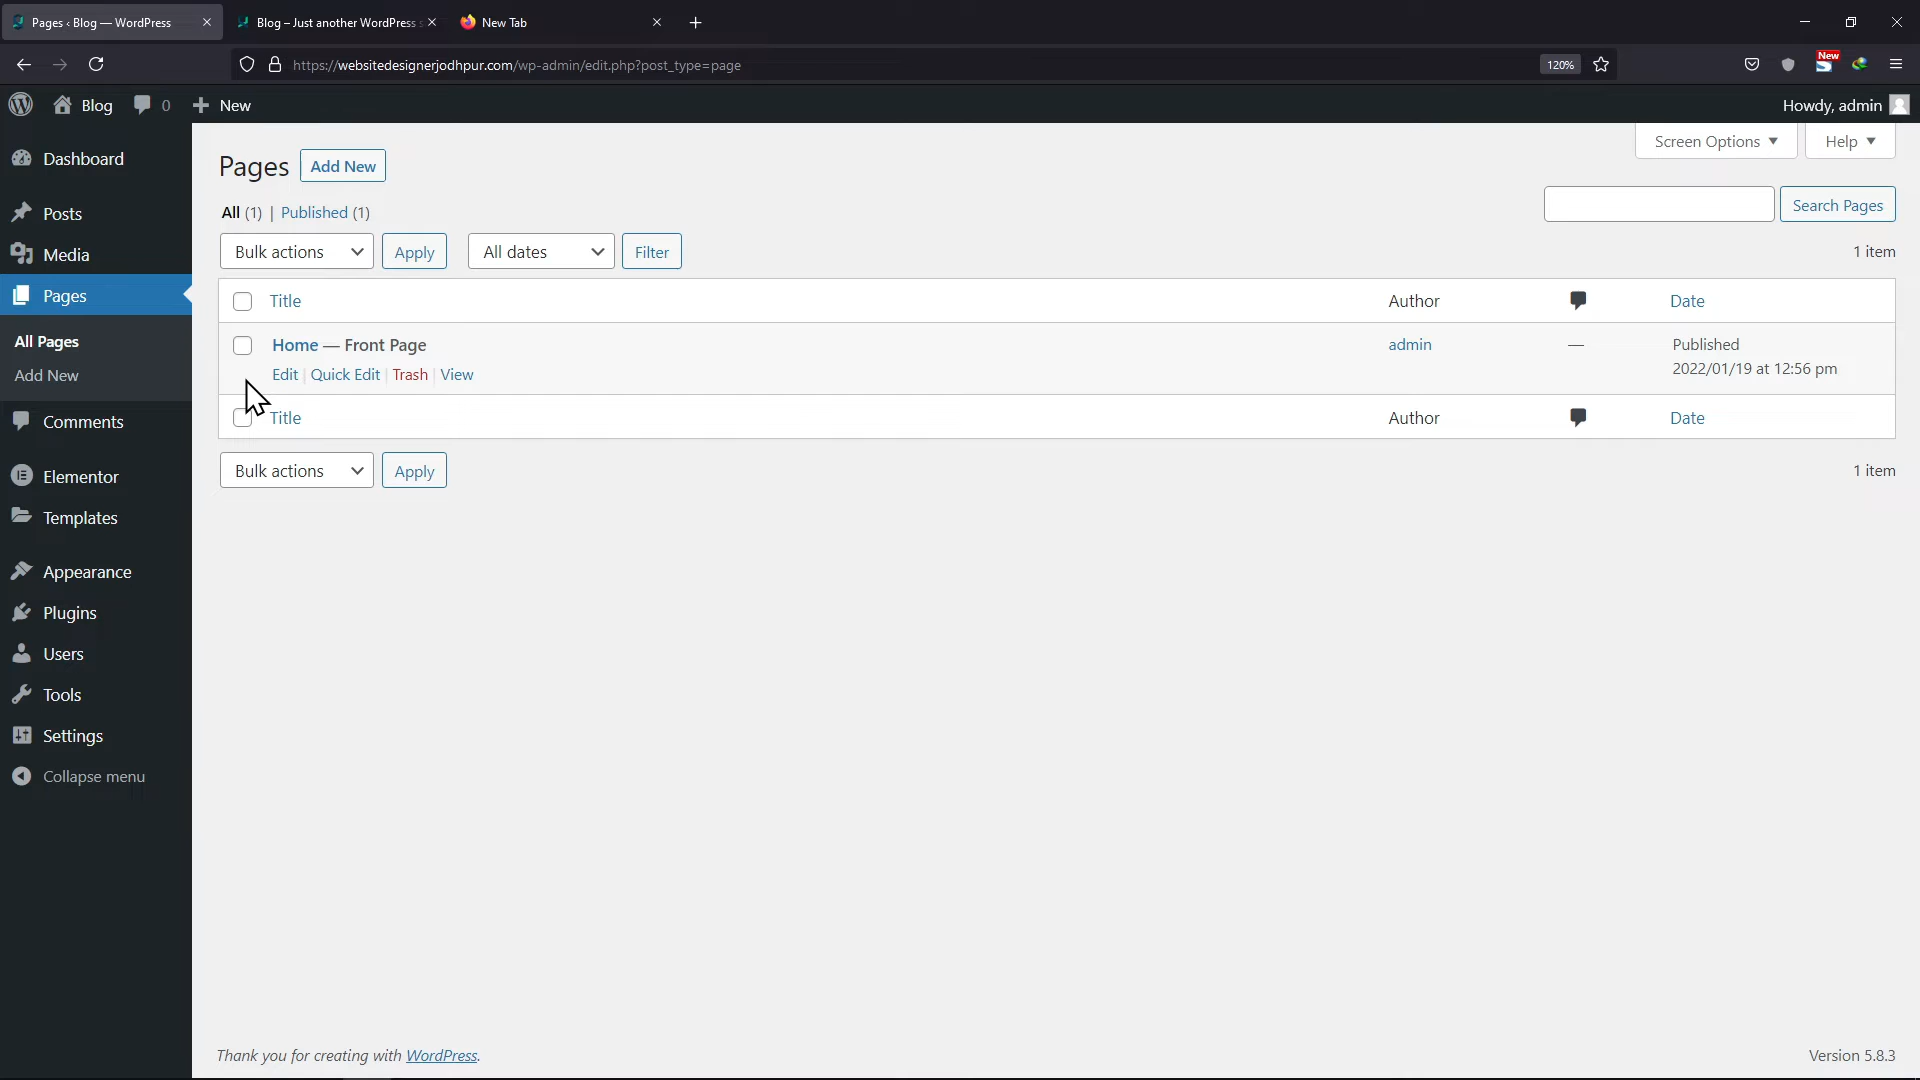 Pages ‹ Blog — WordPress
Blog – Just another WordPress s
New Tab
https://websitedesignerjodhpur.com/wp-admin/edit.php?post_type=page
120%
New
Blog
0
New
Howdy, admin
Dashboard
Posts
Media
Pages
All Pages
Add New
Comments
Elementor
Templates
Appearance
Plugins
Users
Tools
Settings
Collapse menu
Screen Options
Help
Pages
Add New
All (1) | Published (1)
Search Pages
Bulk actions
Apply
All dates
Filter
1 item
Title
Author
Date
Home — Front Page
admin
—
Published
2022/01/19 at 12:56 pm
Edit | Quick Edit | Trash | View
Title
Author
Date
Bulk actions
Apply
1 item
Thank you for creating with WordPress.
Version 5.8.3